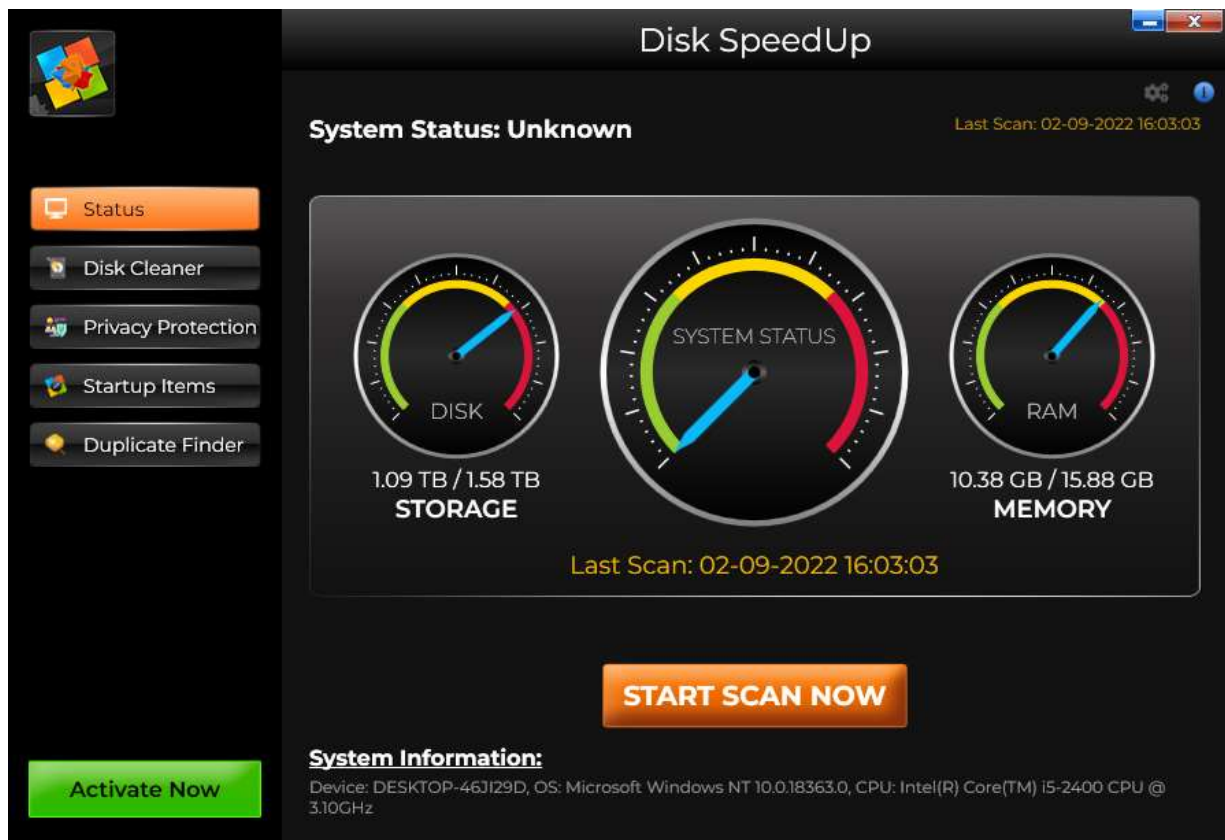 Disk SpeedUp
System Status: Unknown
Last Scan: 02-09-2022 16:03:03
Status
Disk Cleaner
Privacy Protection
Startup Items
Duplicate Finder
DISK
1.09 TB / 1.58 TB
STORAGE
SYSTEM STATUS
RAM
10.38 GB / 15.88 GB
MEMORY
Last Scan: 02-09-2022 16:03:03
START SCAN NOW
System Information:
Device: DESKTOP-46JI29D, OS: Microsoft Windows NT 10.0.18363.0, CPU: Intel(R) Core(TM) i5-2400 CPU @
3.10GHz
Activate Now